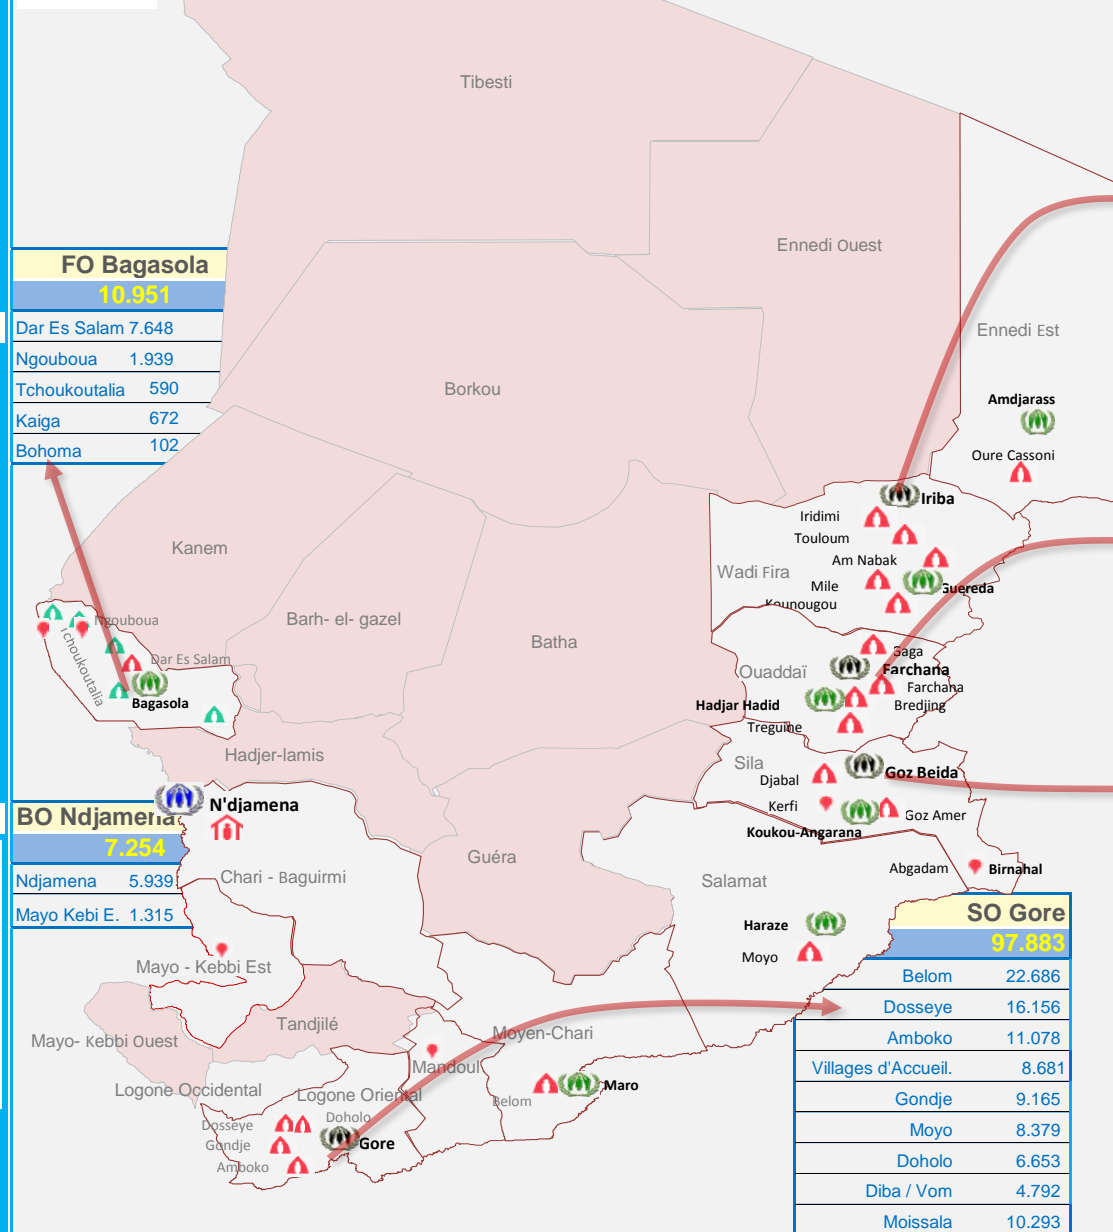 Tibesti
Ennedi Ouest
FO Bagasola
10.951
Dar Es Salam 7.648
Ngouboua 1.939
Tchoukoutalia 590
Kaiga 672
Bohoma 102
Ennedi Est
Borkou
Amdjarass
Oure Cassoni
Iriba
Iridimi
Touloum
Kanem
Am Nabak
Wadi Fira
Mile
Guereda
Kounougou
Ngouboua
Barh- el- gazel
Batha
Tchoukoutalia
Dar Es Salam
Gaga
Ouaddaï
Farchana
Farchana
Bagasola
Hadjar Hadid
Bredjing
Treguine
Hadjer-lamis
Sila
Goz Beida
Djabal
N'djamena
Kerfi
BO Ndjamena
Goz Amer
Koukou-Angarana
7.254
Guéra
Abgadam
Birnahal
Ndjamena 5.939
Chari - Baguirmi
Salamat
Mayo Kebi E. 1.315
SO Gore
Haraze
97.883
Moyo
Mayo - Kebbi Est
Belom 22.686
Dosseye 16.156
Tandjilé
Moyen-Chari
Mayo- Kebbi Ouest
Amboko 11.078
Mandoul
Villages d'Accueil. 8.681
Logone Occidental
Logone Oriental
Maro
Belom
Gondje 9.165
Doholo
Dosseye
Moyo 8.379
Gondje
Gore
Doholo 6.653
Amboko
Diba / Vom 4.792
Moissala 10.293